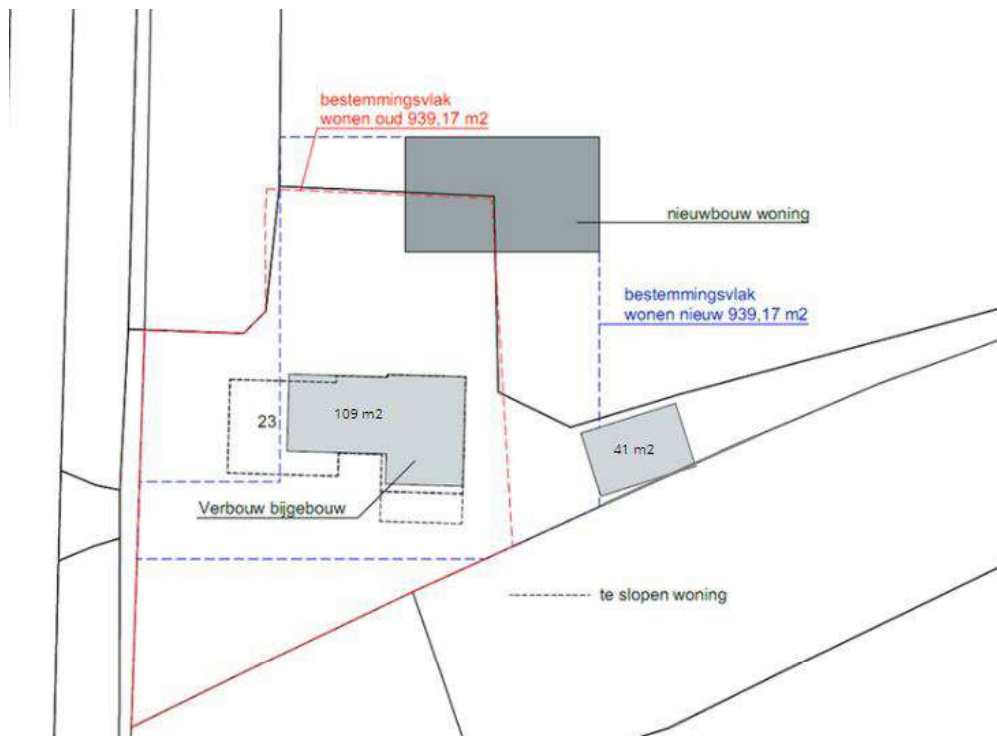 bestemmingsvlak
wonen oud 939,17 m2
nieuwbouw woning
bestemmingsvlak
wonen nieuw 939,17 m2
109 m2
23
41 m2
Verbouw bijgebouw
te slopen woning